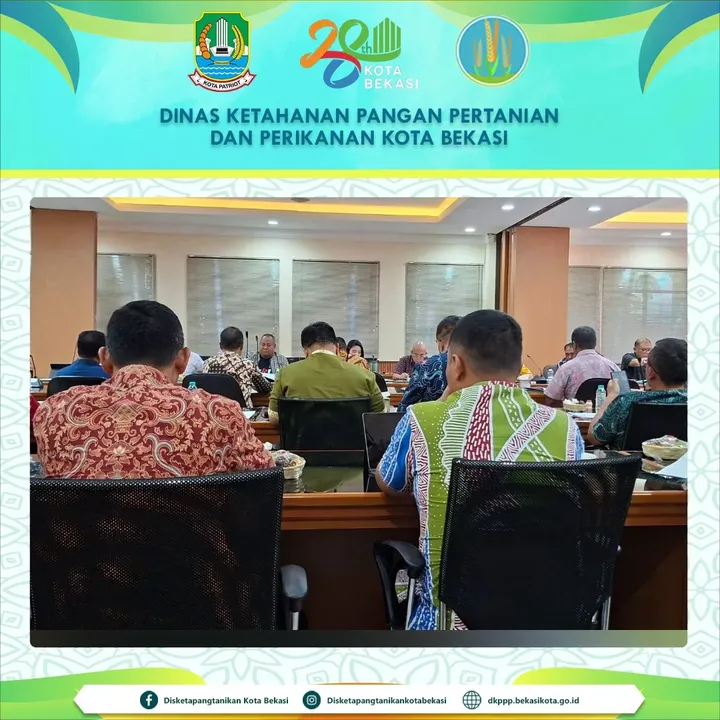 KOTA PATRIOT
28th
KOTA
BEKASI
DINAS KETAHANAN PANGAN PERTANIAN
DAN PERIKANAN KOTA BEKASI
Disketapangtanikan Kota Bekasi
Disketapangtanikankotabekasi
dkppp.bekasikota.go.id